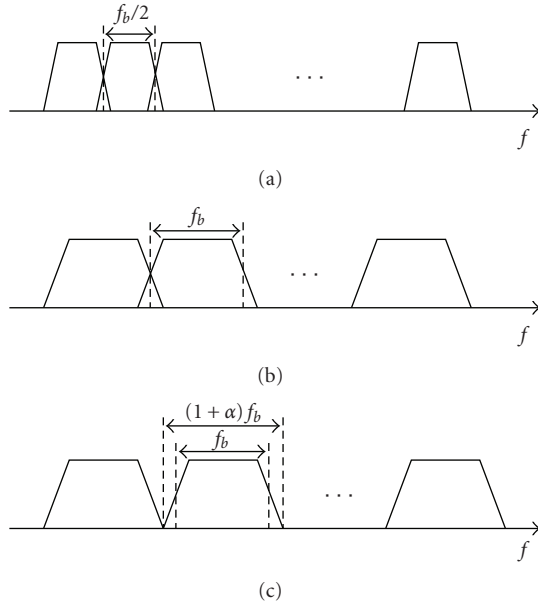 f_b/2
. . .
f
(a)
f_b
. . .
f
(b)
(1 + α) f_b
f_b
. . .
f
(c)